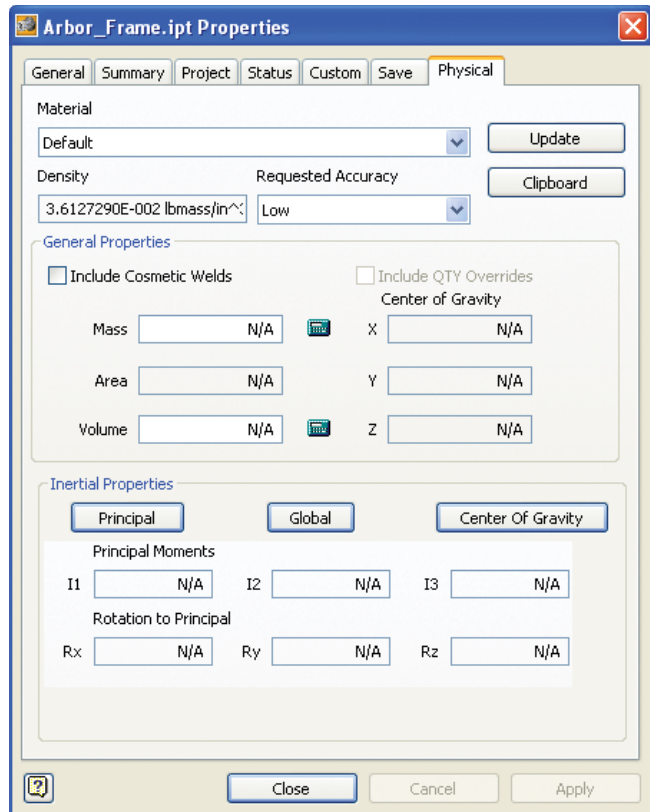 Arbor_Frame.ipt Properties
General Summary Project Status Custom Save Physical
Material
Default
Update
Density Requested Accuracy
Clipboard
3.6127290E-002 lbmass/in^ Low
General Properties
Include Cosmetic Welds Include QTY Overrides
Center of Gravity
Mass N/A X N/A
Area N/A Y N/A
Volume N/A Z N/A
Inertial Properties
Principal Global Center Of Gravity
Principal Moments
I1 N/A I2 N/A I3 N/A
Rotation to Principal
Rx N/A Ry N/A Rz N/A
? Close Cancel Apply